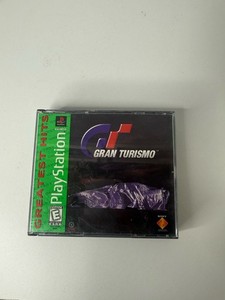 GREATEST HITS
PlayStation
GT
GRAN TURISMO
E